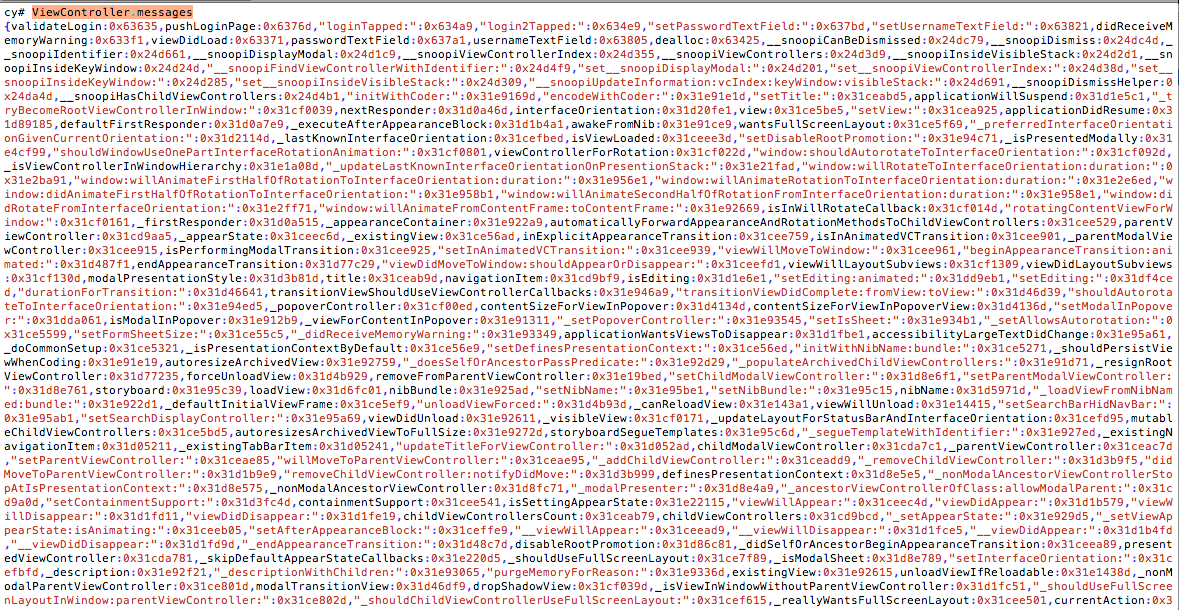 cy# ViewController.messages
{validateLogin:0x63635,pushLoginPage:0x6376d,"loginTapped:":0x634a9,"login2Tapped:":0x634e9,"setPasswordTextField:":0x637bd,"setUsernameTextField:":0x63821,didReceiveM
emoryWarning:0x633f1,viewDidLoad:0x63371,passwordTextField:0x637a1,usernameTextField:0x63805,dealloc:0x63425,__snoopiCanBeDismissed:0x24dc79,__snoopiDismiss:0x24dc4d,_
_snoopiIdentifier:0x24d661,__snoopiDisplayModal:0x24d1c9,__snoopiViewControllerIndex:0x24d355,__snoopiViewControllers:0x24d3d9,__snoopiInsideVisibleStack:0x24d2d1,__sn
oopiInsideKeyWindow:0x24d24d,"__snoopiFindViewControllerWithIdentifier:":0x24d4f9,"set__snoopiDisplayModal:":0x24d201,"set__snoopiViewControllerIndex:":0x24d38d,"set__
snoopiInsideKeyWindow:":0x24d285,"set__snoopiInsideVisibleStack:":0x24d309,"__snoopiUpdateInformation:vcIndex:keyWindow:visibleStack:":0x24d691,__snoopiDismissHelper:0
x24da4d,__snoopiHasChildViewControllers:0x24d4b1,"initWithCoder:":0x31e9169d,"encodeWithCoder:":0x31e91e1d,"setTitle:":0x31ceabd5,applicationWillSuspend:0x31d1e5c1,"_t
ryBecomeRootViewControllerInWindow:":0x31cf0039,nextResponder:0x31d0a46d,interfaceOrientation:0x31d20fe1,view:0x31ce5be5,"setView:":0x31cea925,applicationDidResume:0x3
1d89185,defaultFirstResponder:0x31d0a7e9,_executeAfterAppearanceBlock:0x31d1b4a1,awakeFromNib:0x31e91ce9,wantsFullScreenLayout:0x31ce5f69,"_preferredInterfaceOrientati
onGivenCurrentOrientation:":0x31d2114d,_lastKnownInterfaceOrientation:0x31cefbed,isViewLoaded:0x31ceee3d,"setDisableRootPromotion:":0x31e94c71,_isPresentedModally:0x31
e4cf99,"shouldWindowUseOnePartInterfaceRotationAnimation:":0x31cf0801,viewControllerForRotation:0x31cf022d,"window:shouldAutorotateToInterfaceOrientation:":0x31cf092d,
_isViewControllerInWindowHierarchy:0x31e1a08d,"_updateLastKnownInterfaceOrientationOnPresentionStack:":0x31e21fad,"window:willRotateToInterfaceOrientation:duration:":0
x31e2ba91,"window:willAnimateFirstHalfOfRotationToInterfaceOrientation:duration:":0x31e956e1,"window:willAnimateRotationToInterfaceOrientation:duration:":0x31e2e6ed,"w
indow:didAnimateFirstHalfOfRotationToInterfaceOrientation:":0x31e958b1,"window:willAnimateSecondHalfOfRotationFromInterfaceOrientation:duration:":0x31e958e1,"window:di
dRotateFromInterfaceOrientation:":0x31e2ff71,"window:willAnimateFromContentFrame:toContentFrame:":0x31e92669,isInWillRotateCallback:0x31cf014d,"rotatingContentViewForW
indow:":0x31cf0161,_firstResponder:0x31d0a515,_appearanceContainer:0x31e922a9,automaticallyForwardAppearanceAndRotationMethodsToChildViewControllers:0x31cee529,parentV
iewController:0x31cd9aa5,_appearState:0x31ceec6d,_existingView:0x31ce56ad,inExplicitAppearanceTransition:0x31cee759,isInAnimatedVCTransition:0x31cee901,_parentModalVie
wController:0x31cee915,isPerformingModalTransition:0x31cee925,"setInAnimatedVCTransition:":0x31cee939,"viewWillMoveToWindow:":0x31cee961,"beginAppearanceTransition:ani
mated:":0x31d487f1,endAppearanceTransition:0x31d77c29,"viewDidMoveToWindow:shouldAppearOrDisappear:":0x31ceefd1,viewWillLayoutSubviews:0x31cf1309,viewDidLayoutSubviews
:0x31cf130d,modalPresentationStyle:0x31d3b81d,title:0x31ceab9d,navigationItem:0x31cd9bf9,isEditing:0x31d1e6e1,"setEditing:animated:":0x31dd9eb1,"setEditing:":0x31df4ce
d,"durationForTransition:":0x31d46641,transitionViewShouldUseViewControllerCallbacks:0x31e946a9,"transitionViewDidComplete:fromView:toView:":0x31d46d39,"shouldAutorota
teToInterfaceOrientation:":0x31e94ed5,_popoverController:0x31cf00ed,contentSizeForViewInPopover:0x31d4134d,contentSizeForViewInPopoverView:0x31d4136d,"setModalInPopove
r:":0x31dda061,isModalInPopover:0x31e912b9,_viewForContentInPopover:0x31e91311,"_setPopoverController:":0x31e93545,"setIsSheet:":0x31e934b1,"_setAllowsAutorotation:":0
x31ce5599,"setFormSheetSize:":0x31ce55c5,"_didReceiveMemoryWarning:":0x31e93349,applicationWantsViewsToDisappear:0x31d1fbe1,accessibilityLargeTextDidChange:0x31e95a61,
_doCommonSetup:0x31ce5321,_isPresentationContextByDefault:0x31ce56e9,"setDefinesPresentationContext:":0x31ce56ed,"initWithNibName:bundle:":0x31ce5271,_shouldPersistVie
wWhenCoding:0x31e91e19,autoresizeArchivedView:0x31e92759,"_doesSelfOrAncestorPassPredicate:":0x31e92d29,"_populateArchivedChildViewControllers:":0x31e91d71,_resignRoot
ViewController:0x31d77235,forceUnloadView:0x31d4b929,removeFromParentViewController:0x31e19bed,"setChildModalViewController:":0x31d8e6f1,"setParentModalViewController:
":0x31d8e761,storyboard:0x31e95c39,loadView:0x31d6fc01,nibBundle:0x31e925ad,"setNibName:":0x31e95be1,"setNibBundle:":0x31e95c15,nibName:0x31d5971d,"_loadViewFromNibNam
ed:bundle:":0x31e922d1,_defaultInitialViewFrame:0x31ce5ef9,"unloadViewForced:":0x31d4b93d,_canReloadView:0x31e143a1,viewWillUnload:0x31e14415,"setSearchBarHidNavBar:":
0x31e95ab1,"setSearchDisplayController:":0x31e95a69,viewDidUnload:0x31e92611,_visibleView:0x31cf0171,_updateLayoutForStatusBarAndInterfaceOrientation:0x31cefd95,mutabl
eChildViewControllers:0x31ce5bd5,autoresizesArchivedViewToFullSize:0x31e9272d,storyboardSegueTemplates:0x31e95c6d,"_segueTemplateWithIdentifier:":0x31e927ed,_existingN
avigationItem:0x31d05211,_existingTabBarItem:0x31d05241,"updateTitleForViewController:":0x31d052ad,childModalViewController:0x31cda7c1,_parentViewController:0x31ceac7d
,"setParentViewController:":0x31ceae85,"willMoveToParentViewController:":0x31ceae95,"_addChildViewController:":0x31ceadd9,"_removeChildViewController:":0x31d3b9f5,"did
MoveToParentViewController:":0x31d1b9e9,"removeChildViewController:notifyDidMove:":0x31d3b999,definesPresentationContext:0x31d8e5e5,"_nonModalAncestorViewControllerSto
pAtIsPresentationContext:":0x31d8e575,_nonModalAncestorViewController:0x31d8fc71,_modalPresenter:0x31d8e4a9,"_ancestorViewControllerOfClass:allowModalParent:":0x31cd
9a0d,"setContainmentSupport:":0x31d3fc4d,containmentSupport:0x31cee541,isSettingAppearState:0x31e22115,"viewWillAppear:":0x31ceec4d,"viewDidAppear:":0x31d1b579,"viewW
illDisappear:":0x31d1fd11,"viewDidDisappear:":0x31d1fe19,childViewControllersCount:0x31ceab79,childViewControllers:0x31cd9bcd,"_setAppearState:":0x31e929d5,"_setViewAp
pearState:isAnimating:":0x31ceeb05,"setAfterAppearanceBlock:":0x31ceffe9,"__viewWillAppear:":0x31ceead9,"__viewWillDisappear:":0x31d1fce5,"__viewDidAppear:":0x31d1b4fd
,"__viewDidDisappear:":0x31d1fd9d,"_endAppearanceTransition:":0x31d48c7d,disableRootPromotion:0x31d86c81,_didSelfOrAncestorBeginAppearanceTransition:0x31ceea89,present
edViewController:0x31cda781,_skipDefaultAppearStateCallbacks:0x31e220d5,_shouldUseFullScreenLayout:0x31ce7f89,_isModalSheet:0x31d8e789,"setInterfaceOrientation:":0x31c
efbfd,_description:0x31e92f21,"_descriptionWithChildren:":0x31e93065,"purgeMemoryForReason:":0x31e9336d,existingView:0x31e92615,unloadViewIfReloadable:0x31e1438d,_nonM
odalParentViewController:0x31ce801d,modalTransitionView:0x31d46df9,dropShadowView:0x31cf039d,_isViewInWindowWithoutParentViewController:0x31d1fc51,"_shouldUseFullScree
nLayoutInWindow:parentViewController:":0x31ce802d,"_shouldChildViewControllerUseFullScreenLayout:":0x31cef615,_reallyWantsFullScreenLayout:0x31cee501,currentAction:0x3